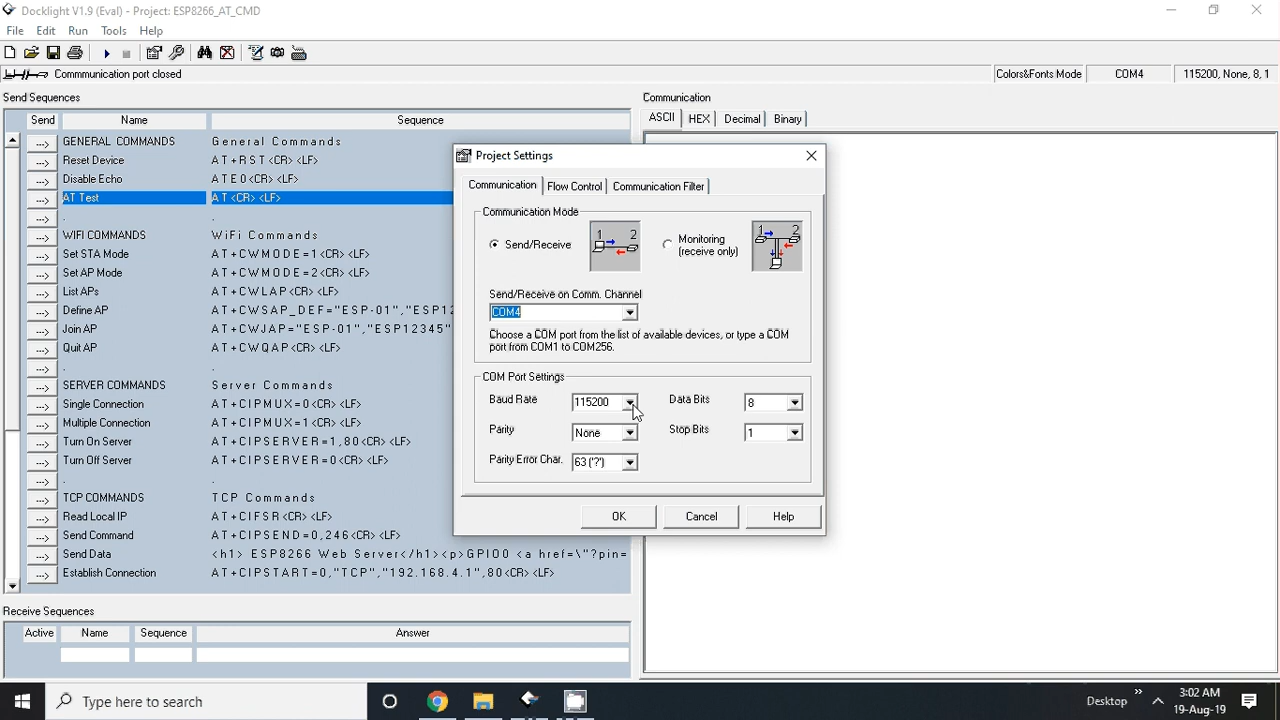 Docklight V1.9 (Eval) - Project: ESP8266_AT_CMD
File Edit Run Tools Help
Commmunication port closed
Colors&Fonts Mode
COM4
115200, None, 8, 1
Send Sequences
Send Name Sequence
---> GENERAL COMMANDS General Commands
---> Reset Device AT+RST<CR><LF>
---> Disable Echo ATE0<CR><LF>
---> AT Test AT<CR><LF>
---> . .
---> WIFI COMMANDS WiFi Commands
---> Set STA Mode AT+CWMODE=1<CR><LF>
---> Set AP Mode AT+CWMODE=2<CR><LF>
---> List APs AT+CWLAP<CR><LF>
---> Define AP AT+CWSAP_DEF="ESP-01","ESP12
---> Join AP AT+CWJAP="ESP-01","ESP12345"
---> Quit AP AT+CWQAP<CR><LF>
---> . .
---> SERVER COMMANDS Server Commands
---> Single Connection AT+CIPMUX=0<CR><LF>
---> Multiple Connection AT+CIPMUX=1<CR><LF>
---> Turn On Server AT+CIPSERVER=1,80<CR><LF>
---> Turn Off Server AT+CIPSERVER=0<CR><LF>
---> . .
---> TCP COMMANDS TCP Commands
---> Read Local IP AT+CIFSR<CR><LF>
---> Send Command AT+CIPSEND=0,246<CR><LF>
---> Send Data <h1> ESP8266 Web Server</h1><p>GPIO0 <a href=\"?pin=
---> Establish Connection AT+CIPSTART=0,"TCP","192.168.4.1",80<CR><LF>
Receive Sequences
Active Name Sequence Answer
Communication
ASCII HEX Decimal Binary
Project Settings
Communication Flow Control Communication Filter
Communication Mode
Send/Receive
1 2
Monitoring
(receive only)
1 2
Send/Receive on Comm. Channel
COM4
Choose a COM port from the list of available devices, or type a COM
port from COM1 to COM256.
COM Port Settings
Baud Rate 115200 Data Bits 8
Parity None Stop Bits 1
Parity Error Char. 63 ('?')
OK Cancel Help
Type here to search
Desktop
3:02 AM
19-Aug-19